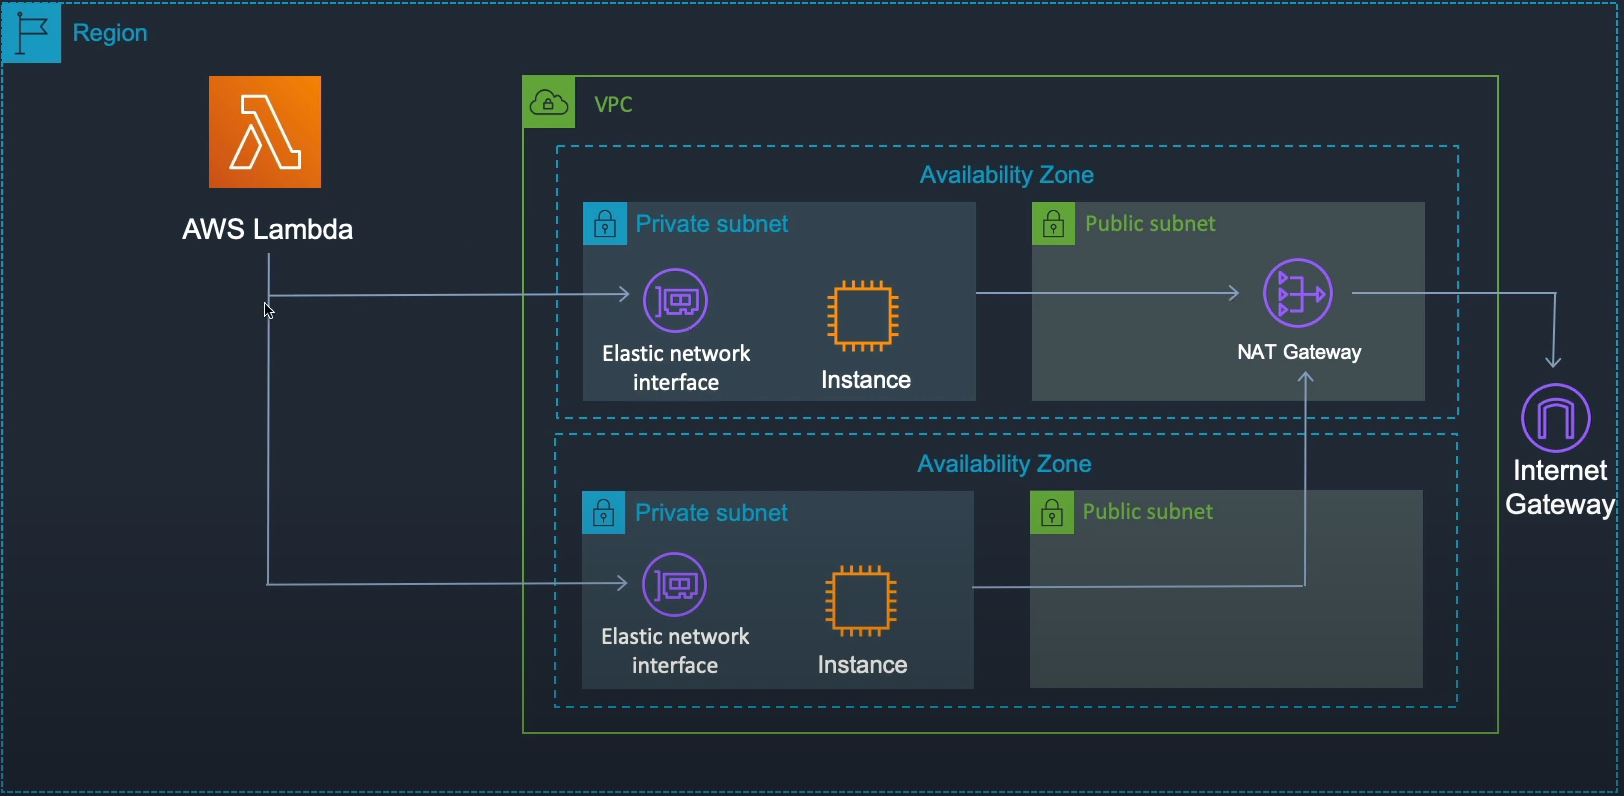 Region
VPC
AWS Lambda
Availability Zone
Private subnet
Public subnet
Elastic network
interface
Instance
NAT Gateway
Internet
Gateway
Availability Zone
Private subnet
Public subnet
Elastic network
interface
Instance